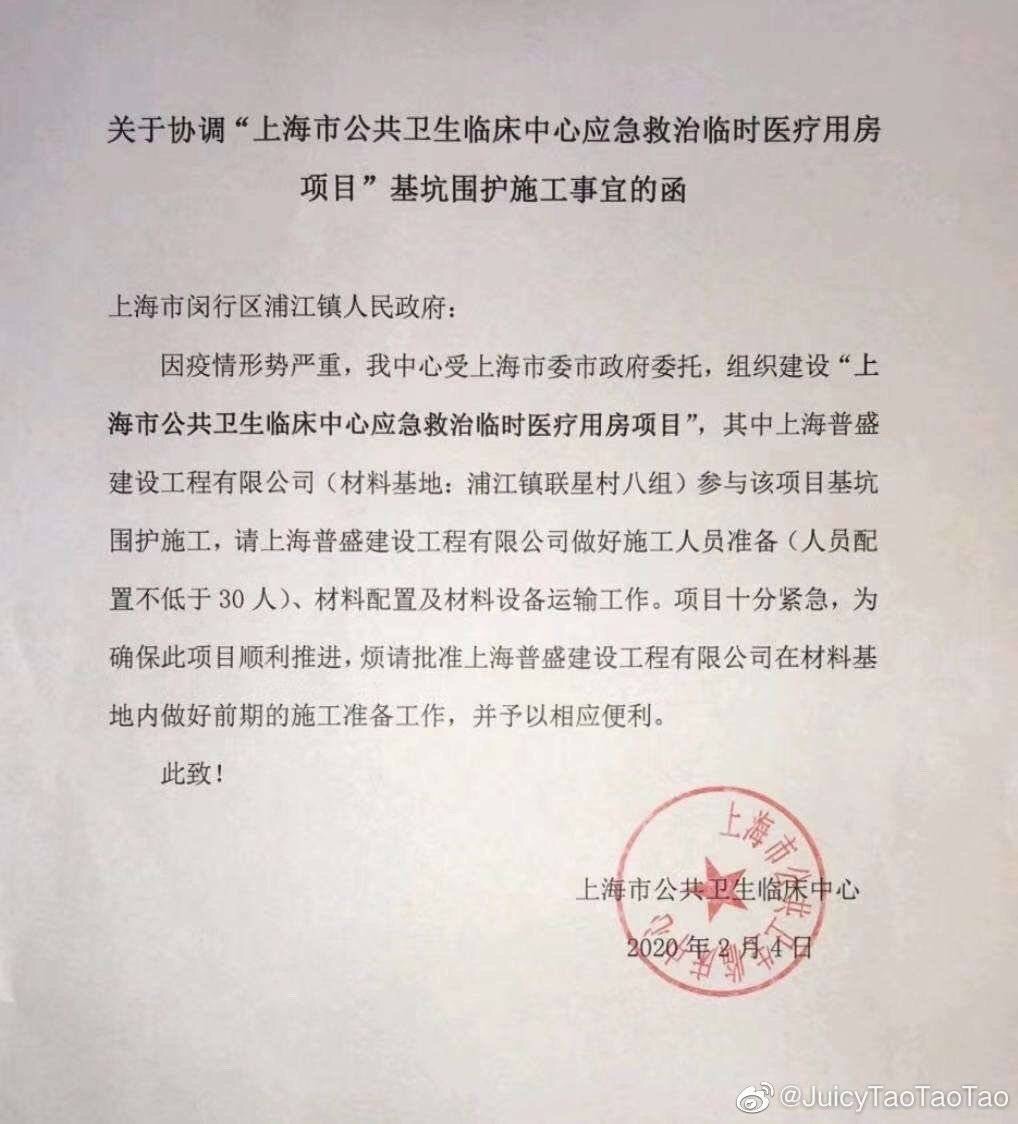 关于协调“上海市公共卫生临床中心应急救治临时医疗用房
项目”基坑围护施工事宜的函
上海市闵行区浦江镇人民政府:
因疫情形势严重，我中心受上海市委市政府委托，组织建设“上
海市公共卫生临床中心应急救治临时医疗用房项目”，其中上海普盛
建设工程有限公司（材料基地：浦江镇联星村八组）参与该项目基坑
围护施工，请上海普盛建设工程有限公司做好施工人员准备（人员配
置不低于 30 人）、材料配置及材料设备运输工作。项目十分紧急，为
确保此项目顺利推进，烦请批准上海普盛建设工程有限公司在材料基
地内做好前期的施工准备工作，并予以相应便利。
此致！
上海市公共卫生临床中心
2020 年 2 月 4 日
上海市公共卫生临床中心
@JuicyTaoTaoTao